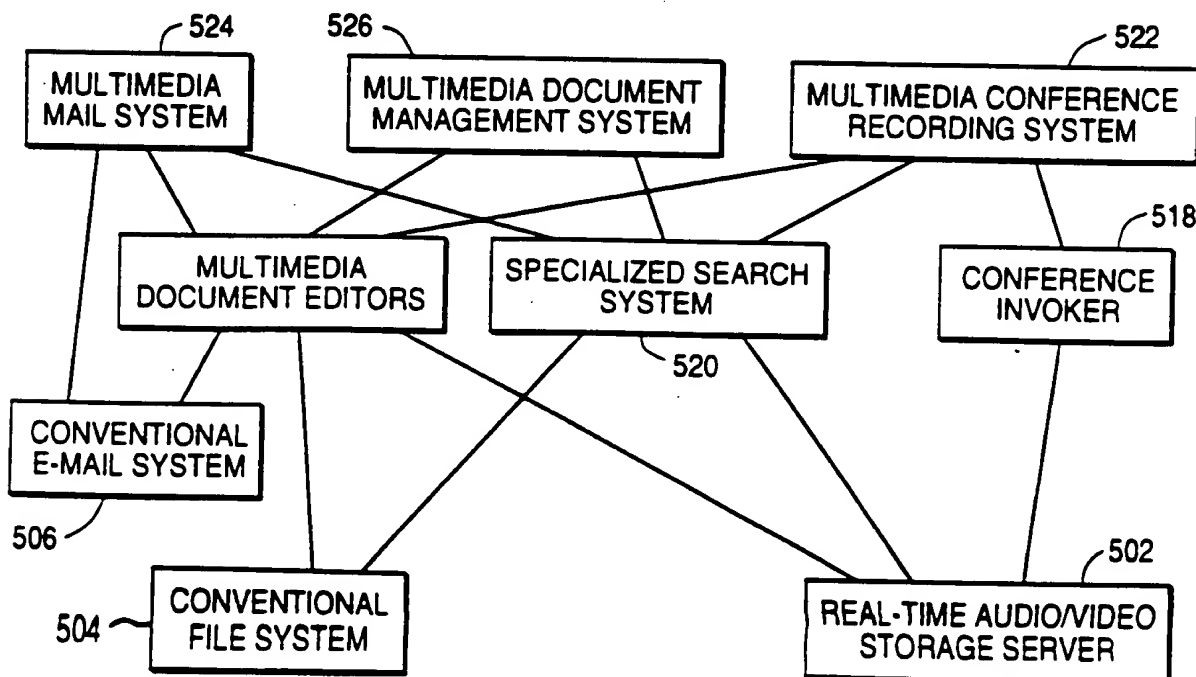 524
526
522
MULTIMEDIA
MAIL SYSTEM
MULTIMEDIA DOCUMENT
MANAGEMENT SYSTEM
MULTIMEDIA CONFERENCE
RECORDING SYSTEM
518
MULTIMEDIA
DOCUMENT EDITORS
SPECIALIZED SEARCH
SYSTEM
CONFERENCE
INVOKER
520
CONVENTIONAL
E-MAIL SYSTEM
506
502
504
CONVENTIONAL
FILE SYSTEM
REAL-TIME AUDIO/VIDEO
STORAGE SERVER